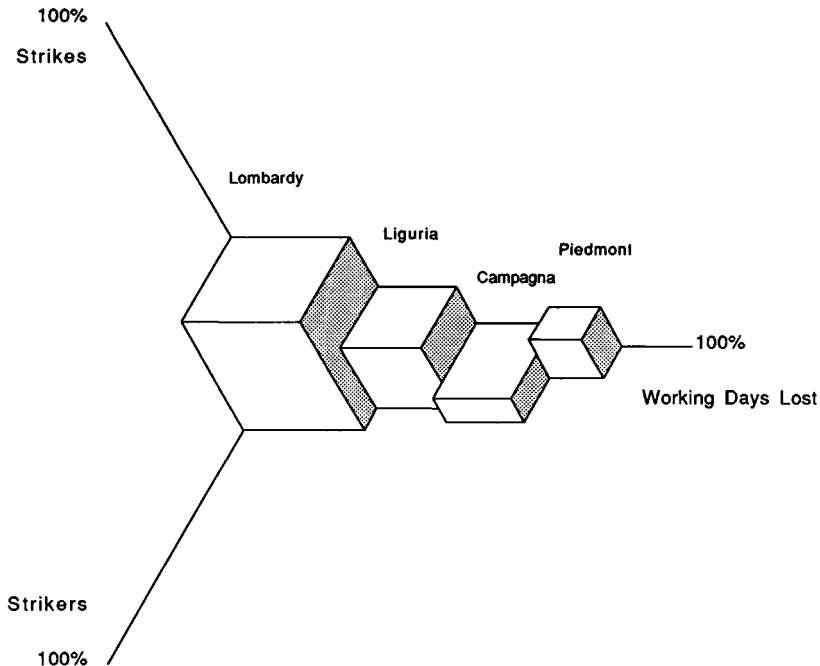 100%
Strikes
Lombardy
Liguria
Piedmont
Campagna
100%
Working Days Lost
Strikers
100%